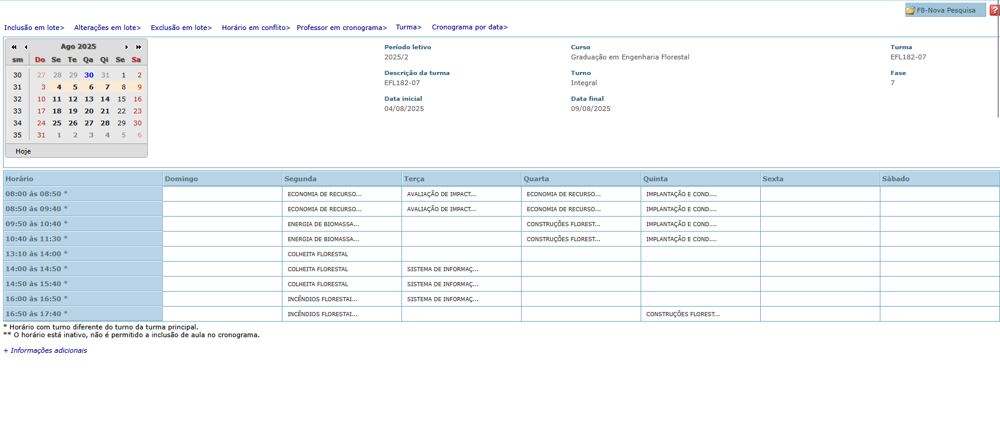 F8-Nova Pesquisa ?
Inclusão em lote> Alterações em lote> Exclusão em lote> Horário em conflito> Professor em cronograma> Turma> Cronograma por data>
Ago 2025
sm Do Se Te Qa Qi Se Sa
30 27 28 29 30 31 1 2
31 3 4 5 6 7 8 9
32 10 11 12 13 14 15 16
33 17 18 19 20 21 22 23
34 24 25 26 27 28 29 30
35 31 1 2 3 4 5 6
Hoje
Período letivo Curso Turma
2025/2 Graduação em Engenharia Florestal EFL182-07
Descrição da turma Turno Fase
EFL182-07 Integral 7
Data inicial Data final
04/08/2025 09/08/2025
Horário Domingo Segunda Terça Quarta Quinta Sexta Sábado
08:00 às 08:50 * ECONOMIA DE RECURSO... AVALIAÇÃO DE IMPACT... ECONOMIA DE RECURSO... IMPLANTAÇÃO E COND....
08:50 às 09:40 * ECONOMIA DE RECURSO... AVALIAÇÃO DE IMPACT... ECONOMIA DE RECURSO... IMPLANTAÇÃO E COND....
09:50 às 10:40 * ENERGIA DE BIOMASSA... CONSTRUÇÕES FLOREST... IMPLANTAÇÃO E COND....
10:40 às 11:30 * ENERGIA DE BIOMASSA... CONSTRUÇÕES FLOREST... IMPLANTAÇÃO E COND....
13:10 às 14:00 * COLHEITA FLORESTAL
14:00 às 14:50 * COLHEITA FLORESTAL SISTEMA DE INFORMAÇ...
14:50 às 15:40 * COLHEITA FLORESTAL SISTEMA DE INFORMAÇ...
16:00 às 16:50 * INCÊNDIOS FLORESTAI... SISTEMA DE INFORMAÇ...
16:50 às 17:40 * INCÊNDIOS FLORESTAI... CONSTRUÇÕES FLOREST...
* Horário com turno diferente do turno da turma principal.
** O horário está inativo, não é permitido a inclusão de aula no cronograma.
+ Informações adicionais